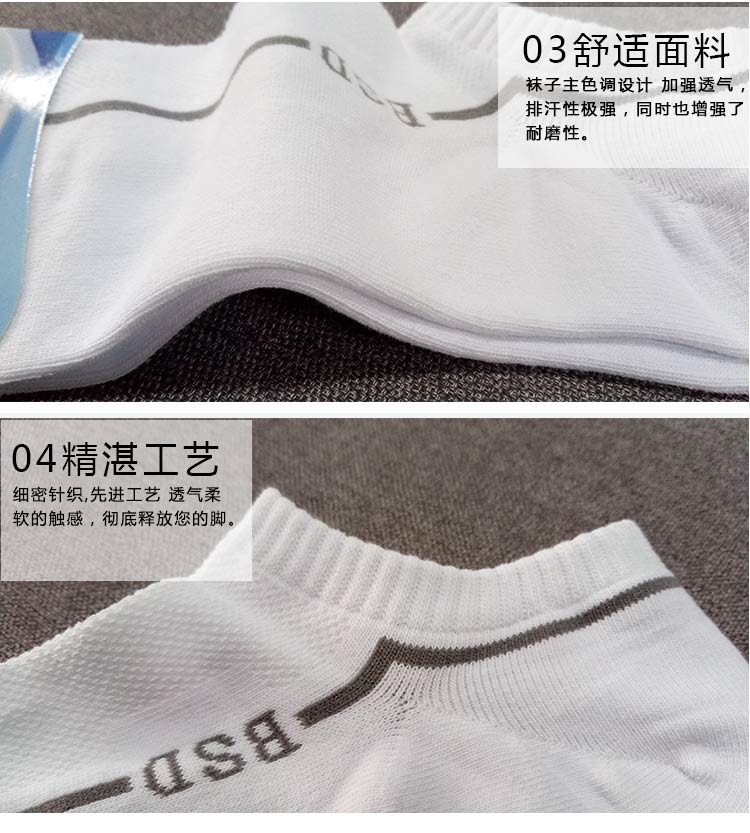 03舒适面料
袜子主色调设计 加强透气，
排汗性极强，同时也增强了
耐磨性。
BSD
04精湛工艺
细密针织,先进工艺 透气柔
软的触感，彻底释放您的脚。
BSD